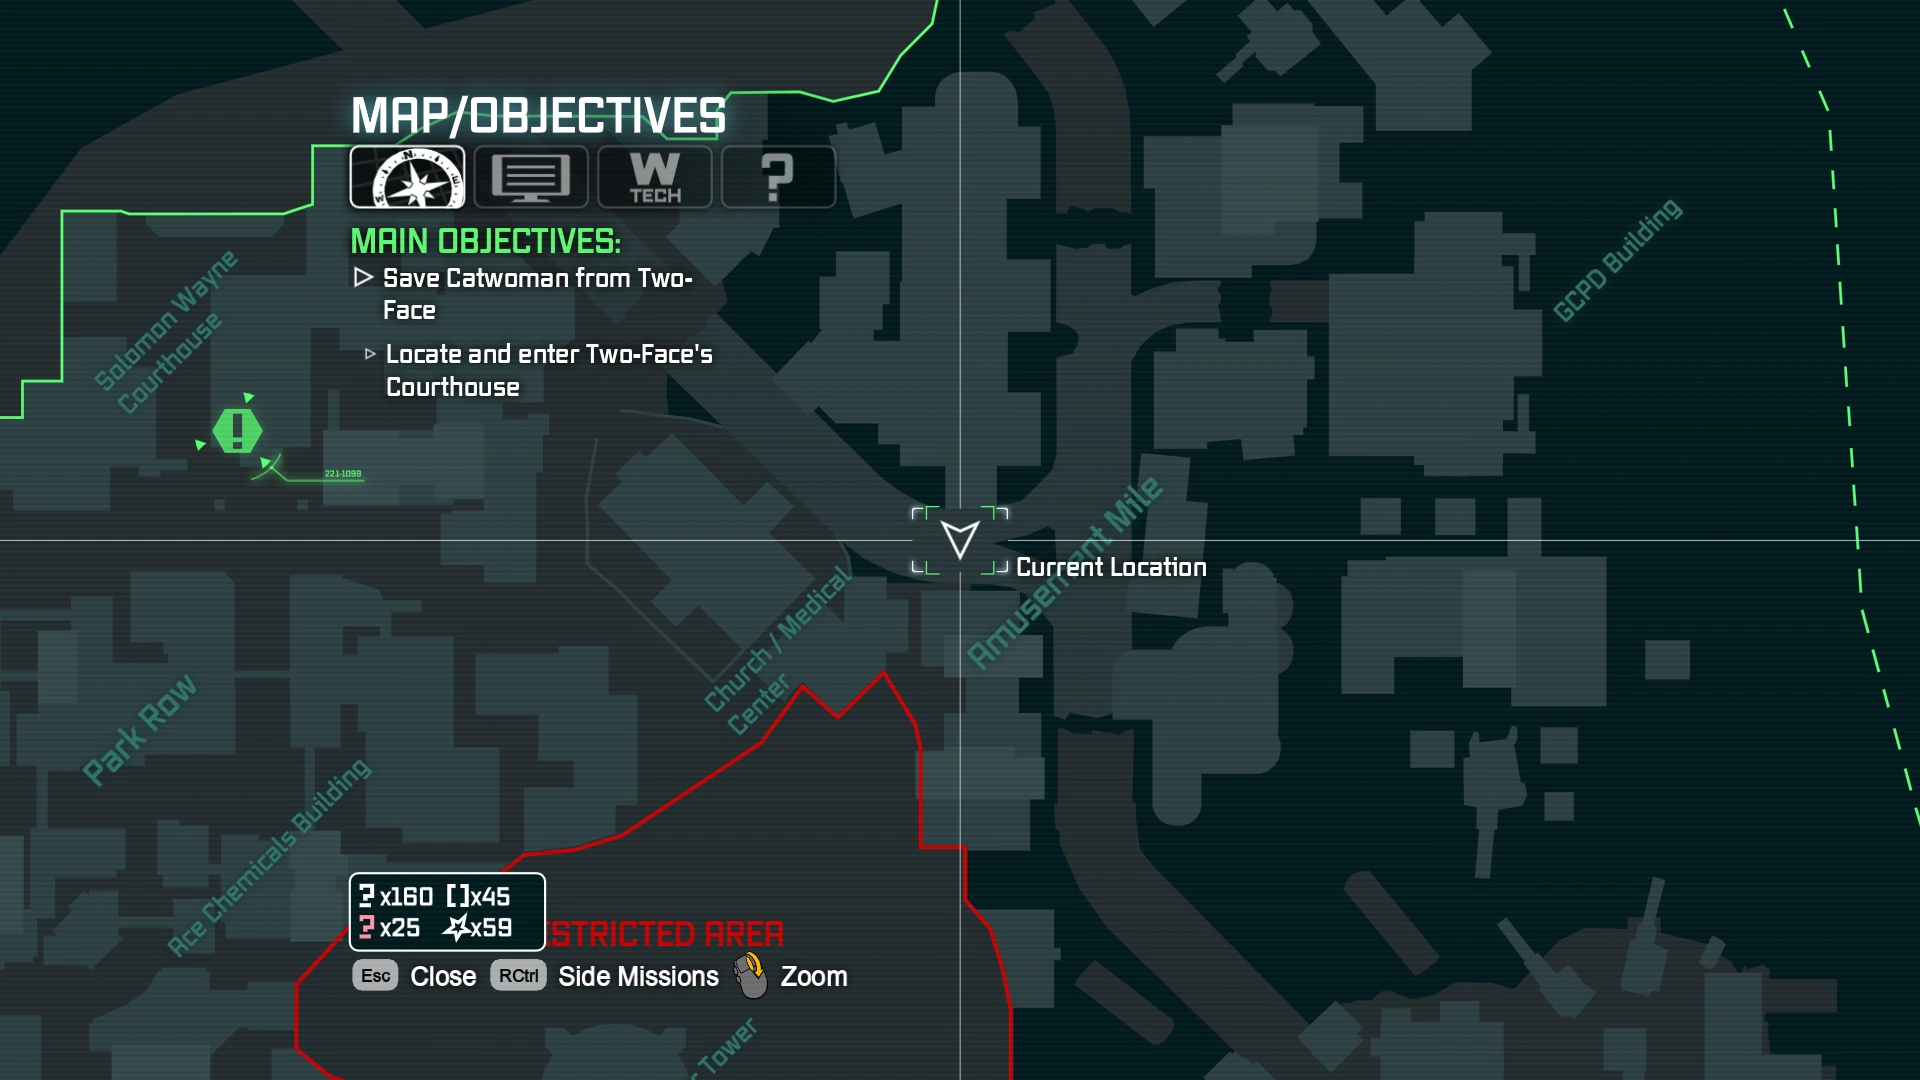 MAP/OBJECTIVES
W
TECH
?
MAIN OBJECTIVES:
Save Catwoman from Two-
Face
Locate and enter Two-Face's
Courthouse
Solomon Wayne
Courthouse
GCPD Building
221-1099
Current Location
Amusement Mile
Church / Medical
Center
Park Row
Ace Chemicals Building
?x160 []x45
?x25 x59
ESTRICTED AREA
Esc Close RCtrl Side Missions Zoom
Tower